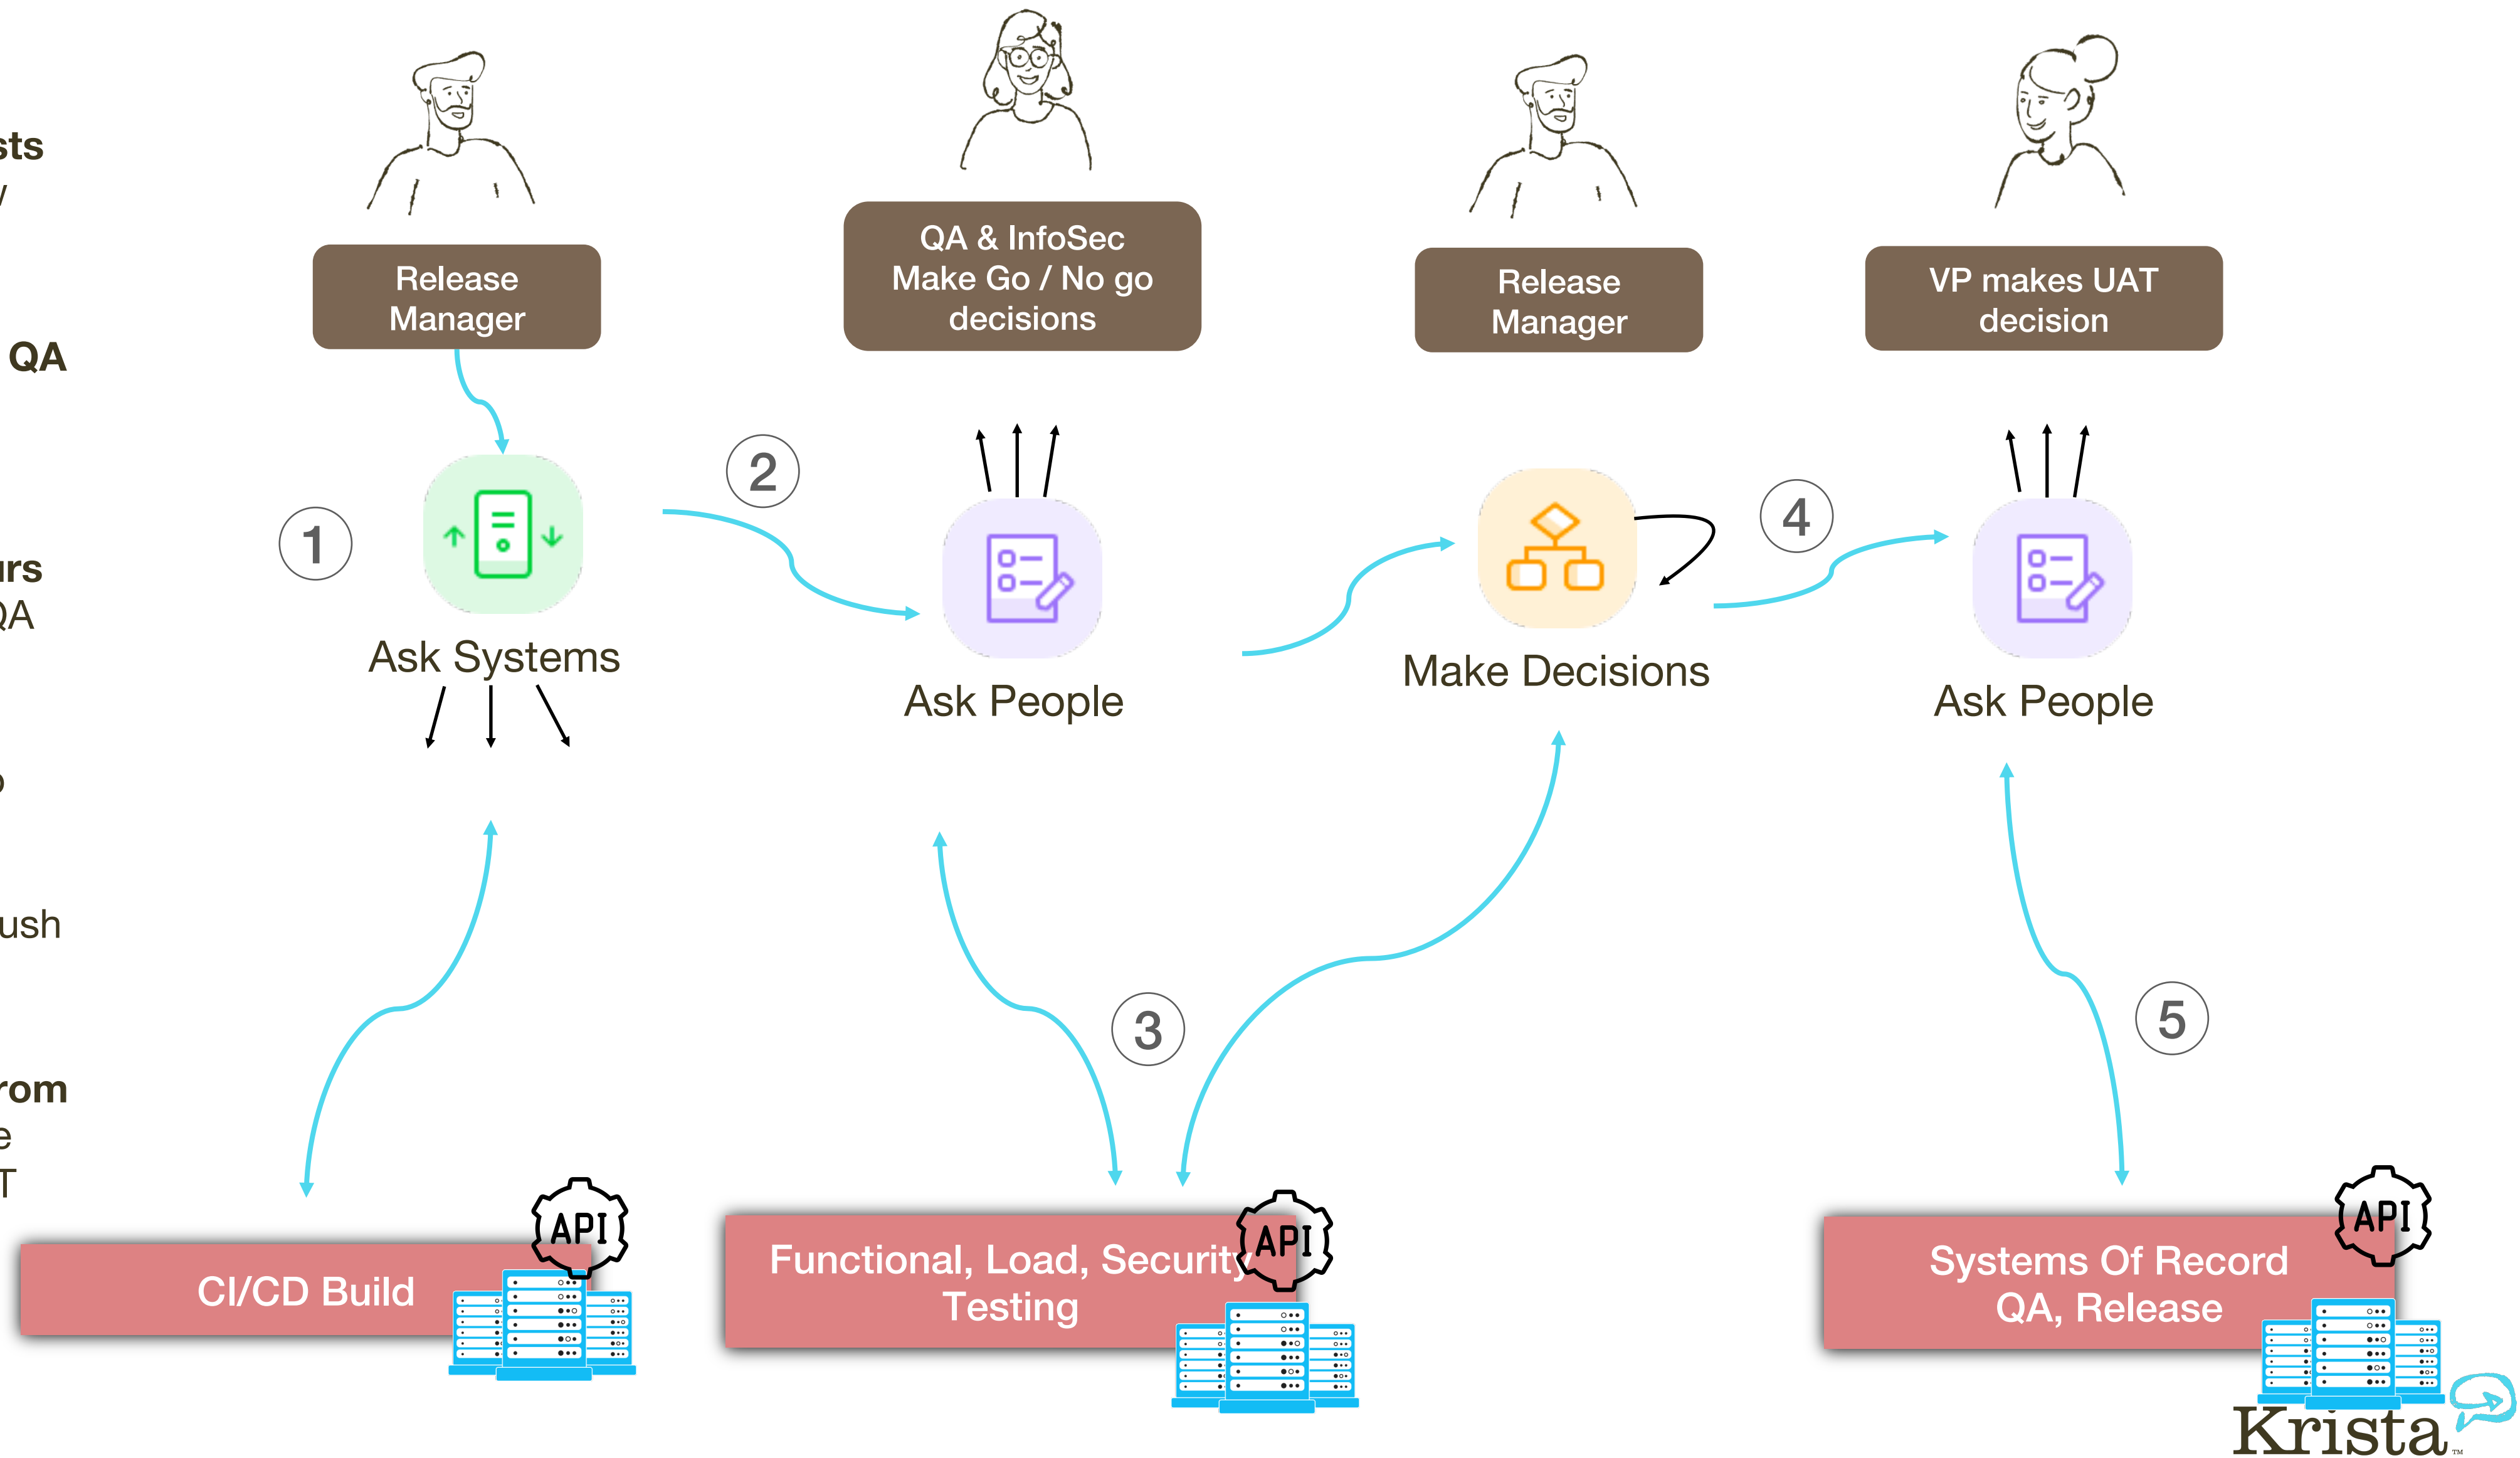 sts
QA
urs
QA
ush
rom
e
T
Release
Manager
QA & InfoSec
Make Go / No go
decisions
Release
Manager
VP makes UAT
decision
1
2
4
Ask Systems
Ask People
Make Decisions
Ask People
3
5
API
CI/CD Build
API
Functional, Load, Security
Testing
API
Systems Of Record
QA, Release
Krista™